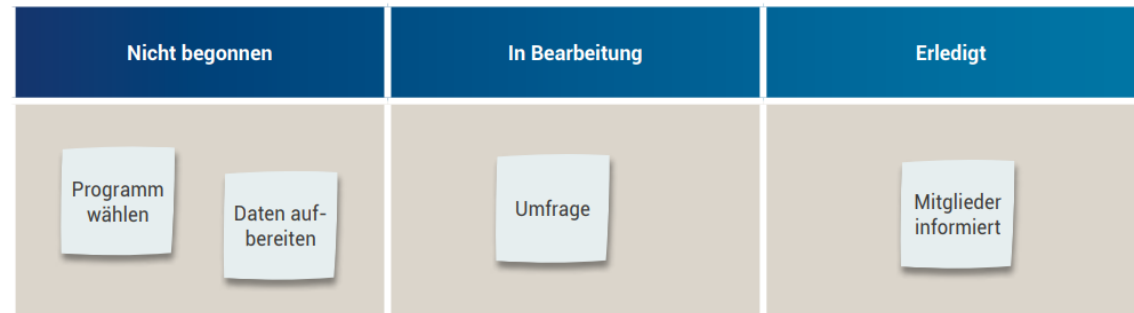 Nicht begonnen
In Bearbeitung
Erledigt
Programm
wählen
Daten auf-
bereiten
Umfrage
Mitglieder
informiert